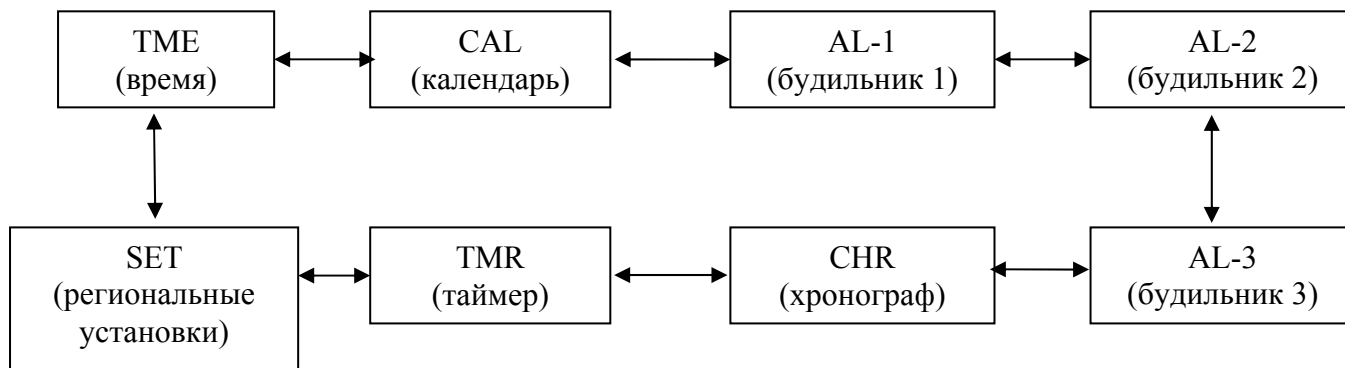 TME
(время)
CAL
(календарь)
AL-1
(будильник 1)
AL-2
(будильник 2)
SET
(региональные
установки)
TMR
(таймер)
CHR
(хронограф)
AL-3
(будильник 3)